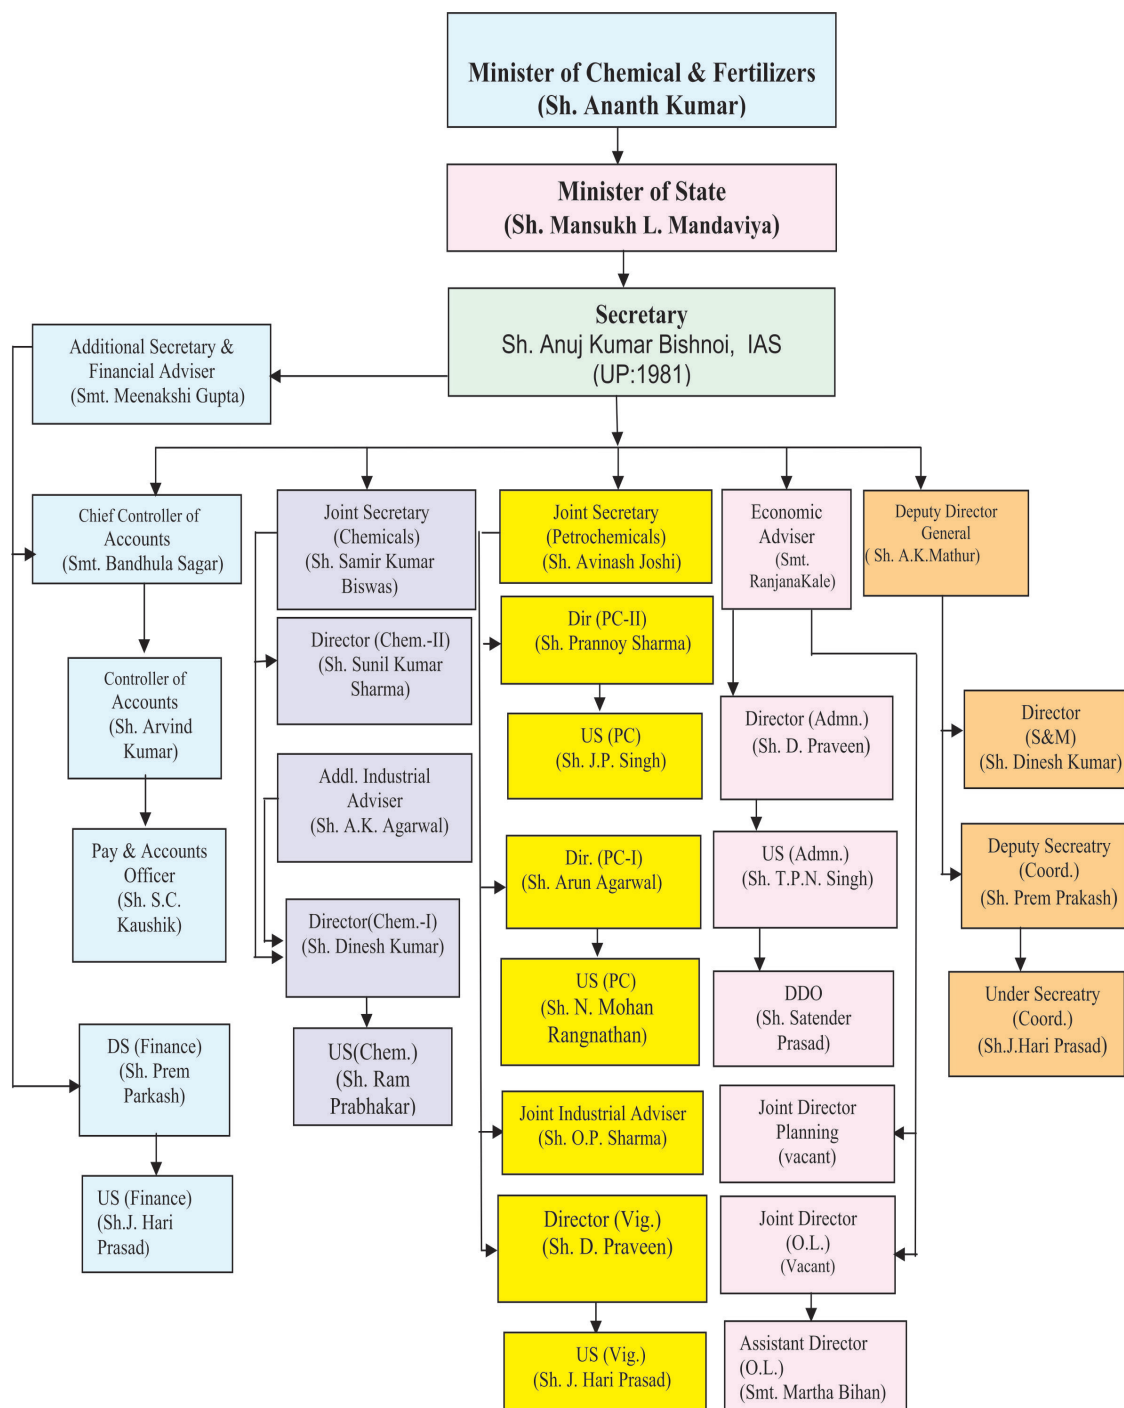 Minister of Chemical & Fertilizers
(Sh. Ananth Kumar)
Minister of State
(Sh. Mansukh L. Mandaviya)
Secretary
Sh. Anuj Kumar Bishnoi, IAS
(UP:1981)
Additional Secretary &
Financial Adviser
(Smt. Meenakshi Gupta)
Chief Controller of
Accounts
(Smt. Bandhula Sagar)
Controller of
Accounts
(Sh. Arvind
Kumar)
Pay & Accounts
Officer
(Sh. S.C.
Kaushik)
DS (Finance)
(Sh. Prem
Parkash)
US (Finance)
(Sh.J. Hari
Prasad)
Joint Secretary
(Chemicals)
(Sh. Samir Kumar
Biswas)
Director (Chem.-II)
(Sh. Sunil Kumar
Sharma)
Addl. Industrial
Adviser
(Sh. A.K. Agarwal)
Director(Chem.-I)
(Sh. Dinesh Kumar)
US(Chem.)
(Sh. Ram
Prabhakar)
Joint Secretary
(Petrochemicals)
(Sh. Avinash Joshi)
Dir (PC-II)
(Sh. Prannoy Sharma)
US (PC)
(Sh. J.P. Singh)
Dir. (PC-I)
(Sh. Arun Agarwal)
US (PC)
(Sh. N. Mohan
Rangnathan)
Joint Industrial Adviser
(Sh. O.P. Sharma)
Director (Vig.)
(Sh. D. Praveen)
US (Vig.)
(Sh. J. Hari Prasad)
Economic
Adviser
(Smt.
RanjanaKale)
Director (Admn.)
(Sh. D. Praveen)
US (Admn.)
(Sh. T.P.N. Singh)
DDO
(Sh. Satender
Prasad)
Joint Director
Planning
(vacant)
Joint Director
(O.L.)
(Vacant)
Assistant Director
(O.L.)
(Smt. Martha Bihan)
Deputy Director
General
( Sh. A.K.Mathur)
Director
(S&M)
(Sh. Dinesh Kumar)
Deputy Secreatry
(Coord.)
(Sh. Prem Prakash)
Under Secreatry
(Coord.)
(Sh.J.Hari Prasad)